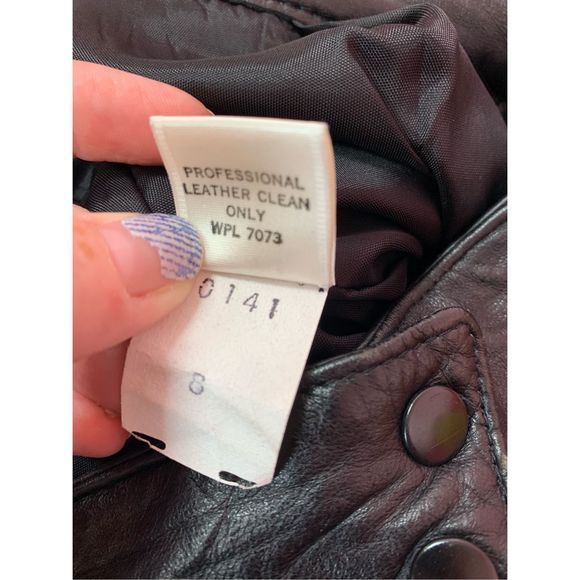 PROFESSIONAL
LEATHER CLEAN
ONLY
WPL 7073
0141
8